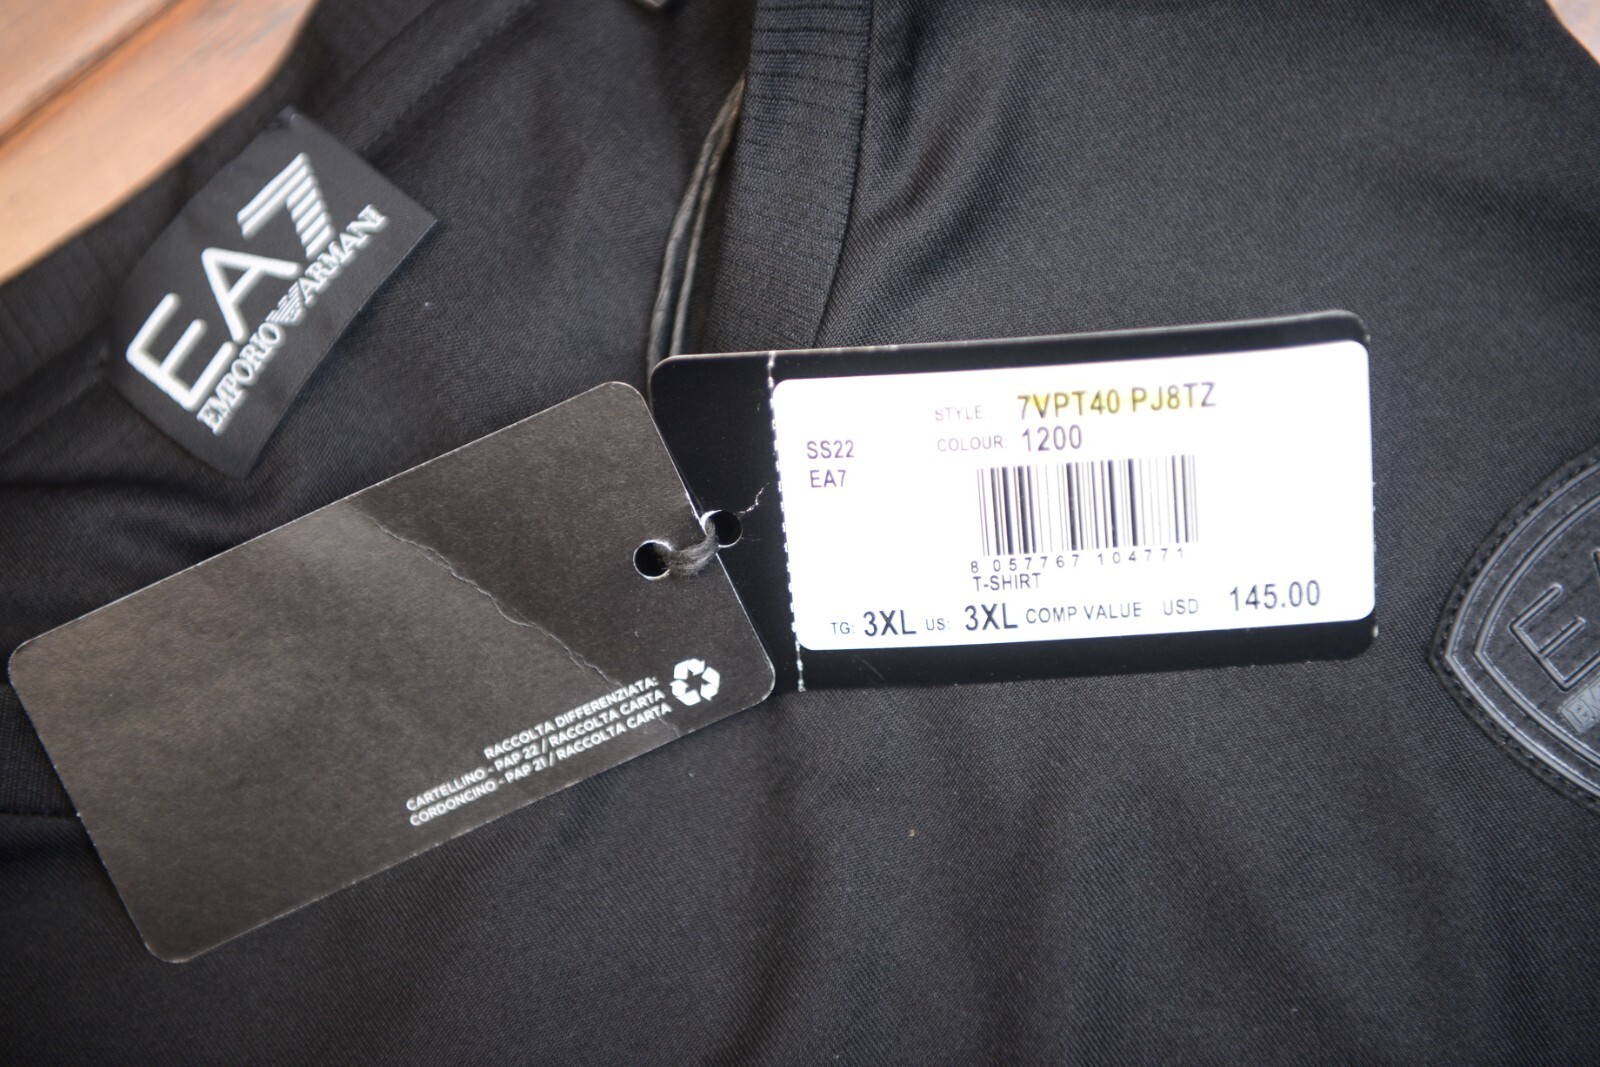 EA7
EMPORIO ARMANI
STYLE: 7VPT40 PJ8TZ
SS22
COLOUR: 1200
EA7
8 057767 104771
T-SHIRT
TG: 3XL US: 3XL COMP VALUE USD 145.00
RACCOLTA DIFFERENZIATA:
CARTELLINO - PAP 22 / RACCOLTA CARTA
CORDONCINO - PAP 21 / RACCOLTA CARTA
E